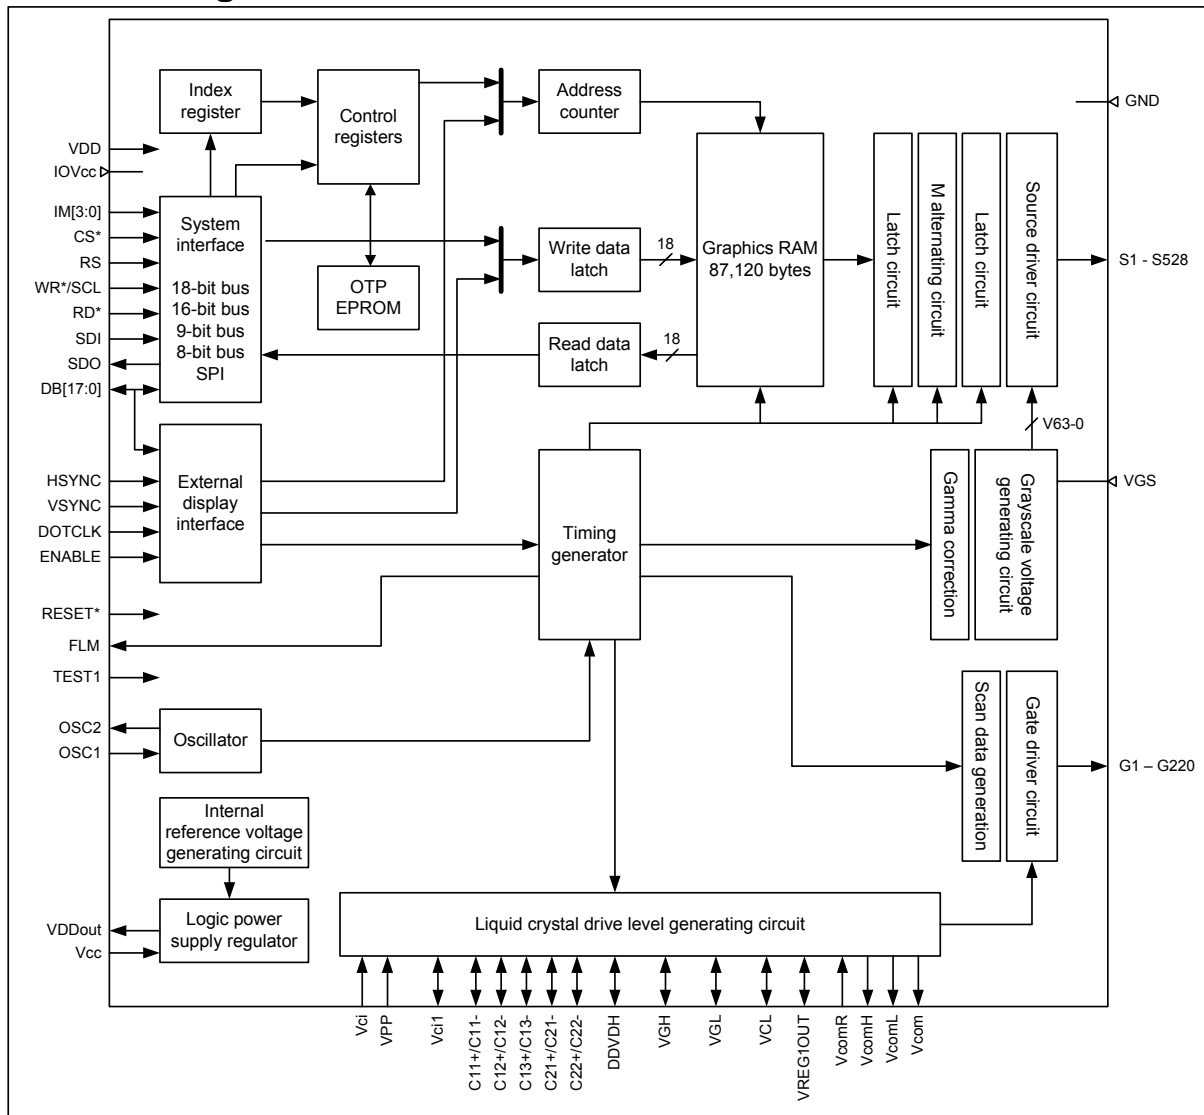 Index
register
Control
registers
Address
counter
GND
VDD
IOVcc
IM[3:0]
CS*
RS
WR*/SCL
RD*
SDI
SDO
DB[17:0]
System
interface
18-bit bus
16-bit bus
9-bit bus
8-bit bus
SPI
OTP
EPROM
Write data
latch
18
Read data
latch
18
Graphics RAM
87,120 bytes
Latch circuit
M alternating circuit
Latch circuit
Source driver circuit
S1 - S528
V63-0
VGS
HSYNC
VSYNC
DOTCLK
ENABLE
External
display
interface
Timing
generator
Gamma correction
Grayscale voltage
generating circuit
RESET*
FLM
TEST1
OSC2
OSC1
Oscillator
Scan data generation
Gate driver circuit
G1 – G220
Internal
reference voltage
generating circuit
VDDout
Vcc
Logic power
supply regulator
Liquid crystal drive level generating circuit
Vci
VPP
Vci1
C11+/C11-
C12+/C12-
C13+/C13-
C21+/C21-
C22+/C22-
DDVDH
VGH
VGL
VCL
VREG1OUT
VcomR
VcomH
VcomL
Vcom